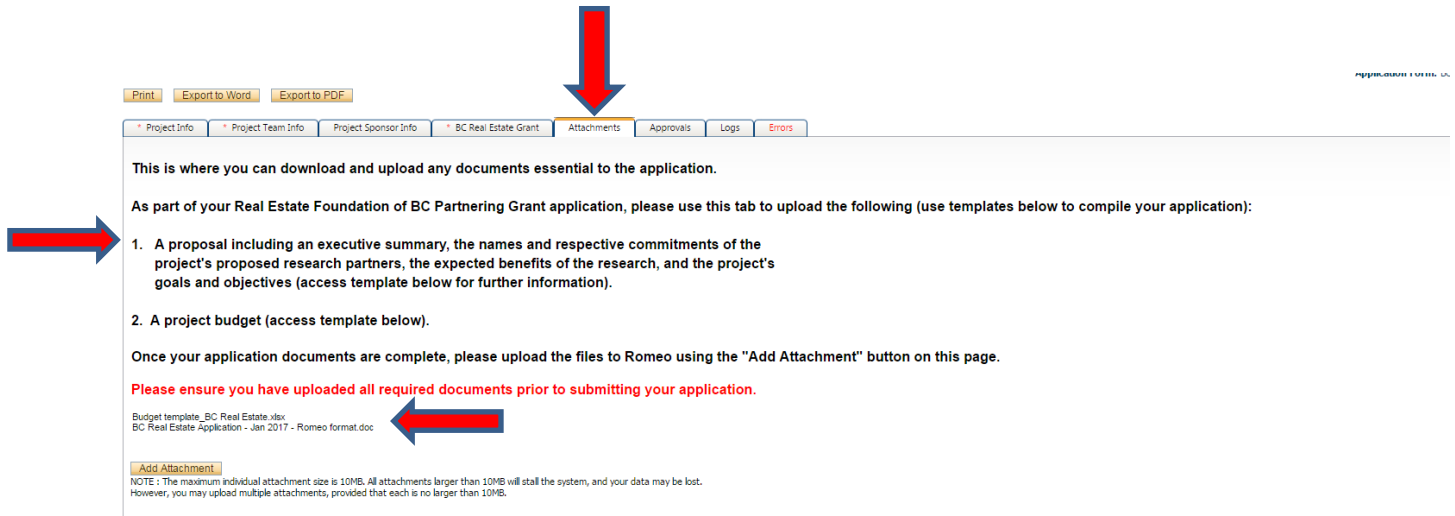 Application Form: BC
Print Export to Word Export to PDF
* Project Info * Project Team Info Project Sponsor Info * BC Real Estate Grant Attachments Approvals Logs Errors
This is where you can download and upload any documents essential to the application.
As part of your Real Estate Foundation of BC Partnering Grant application, please use this tab to upload the following (use templates below to compile your application):
1. A proposal including an executive summary, the names and respective commitments of the
project's proposed research partners, the expected benefits of the research, and the project's
goals and objectives (access template below for further information).
2. A project budget (access template below).
Once your application documents are complete, please upload the files to Romeo using the "Add Attachment" button on this page.
Please ensure you have uploaded all required documents prior to submitting your application.
Budget template_BC Real Estate.xlsx
BC Real Estate Application - Jan 2017 - Romeo format.doc
Add Attachment
NOTE : The maximum individual attachment size is 10MB. All attachments larger than 10MB will stall the system, and your data may be lost.
However, you may upload multiple attachments, provided that each is no larger than 10MB.